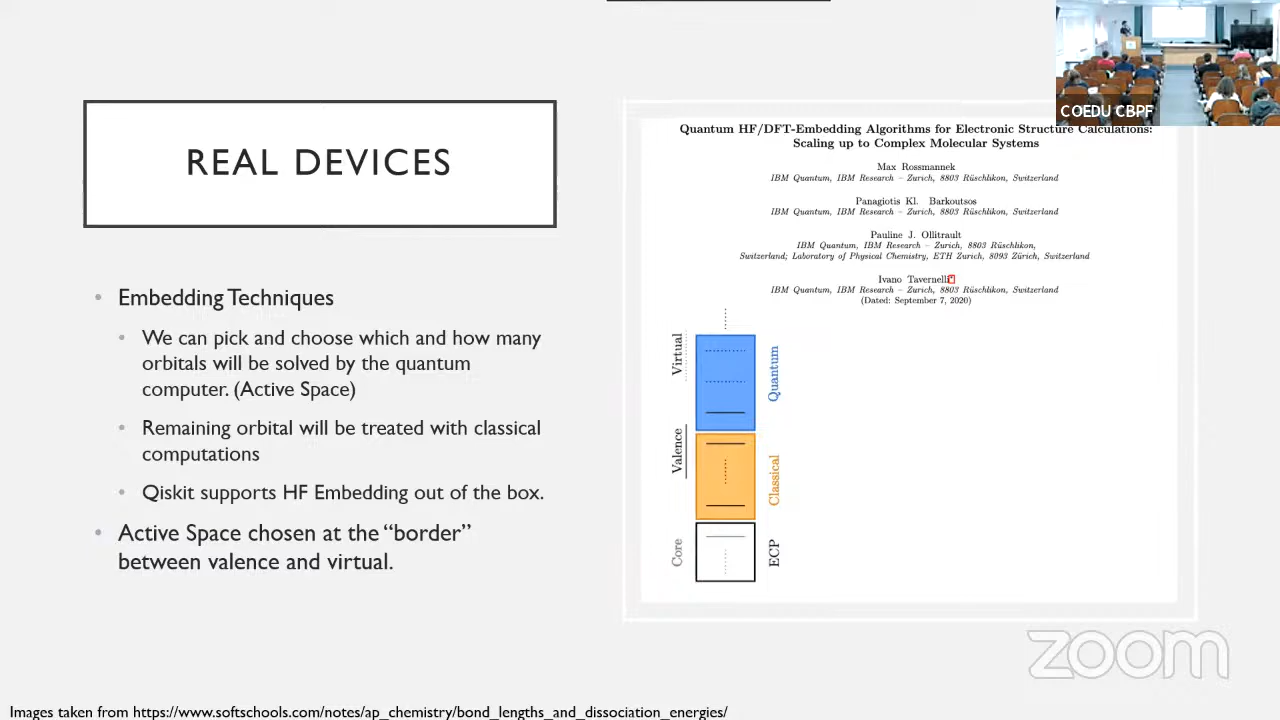 COEDU CBPF
REAL DEVICES
• Embedding Techniques
• We can pick and choose which and how many
orbitals will be solved by the quantum
computer. (Active Space)
• Remaining orbital will be treated with classical
computations
• Qiskit supports HF Embedding out of the box.
• Active Space chosen at the “border”
between valence and virtual.
Quantum HF/DFT-Embedding Algorithms for Electronic Structure Calculations:
Scaling up to Complex Molecular Systems
Max Rossmannek
IBM Quantum, IBM Research – Zurich, 8803 Rüschlikon, Switzerland
Panagiotis Kl. Barkoutsos
IBM Quantum, IBM Research – Zurich, 8803 Rüschlikon, Switzerland
Pauline J. Ollitrault
IBM Quantum, IBM Research – Zurich, 8803 Rüschlikon,
Switzerland; Laboratory of Physical Chemistry, ETH Zurich, 8093 Zürich, Switzerland
Ivano Tavernelli*
IBM Quantum, IBM Research – Zurich, 8803 Rüschlikon, Switzerland
(Dated: September 7, 2020)
Virtual
Quantum
Valence
Classical
Core
ECP
zoom
Images taken from https://www.softschools.com/notes/ap_chemistry/bond_lengths_and_dissociation_energies/